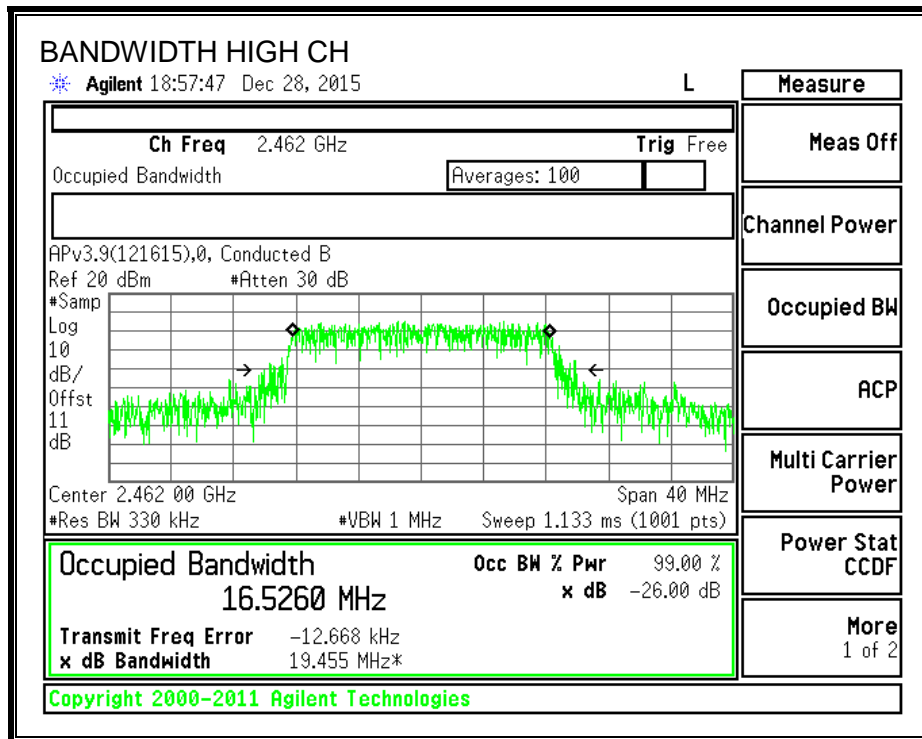 BANDWIDTH HIGH CH
Agilent 18:57:47 Dec 28, 2015 L
Ch Freq 2.462 GHz Trig Free
Occupied Bandwidth Averages: 100
APv3.9(121615),0, Conducted B
Ref 20 dBm #Atten 30 dB
#Samp
Log
10
dB/
Offst
11
dB
Center 2.462 00 GHz Span 40 MHz
#Res BW 330 kHz #VBW 1 MHz Sweep 1.133 ms (1001 pts)
Occupied Bandwidth Occ BW % Pwr 99.00 %
16.5260 MHz x dB -26.00 dB
Transmit Freq Error -12.668 kHz
x dB Bandwidth 19.455 MHz*
Copyright 2000-2011 Agilent Technologies
Measure
Meas Off
Channel Power
Occupied BW
ACP
Multi Carrier
Power
Power Stat
CCDF
More
1 of 2